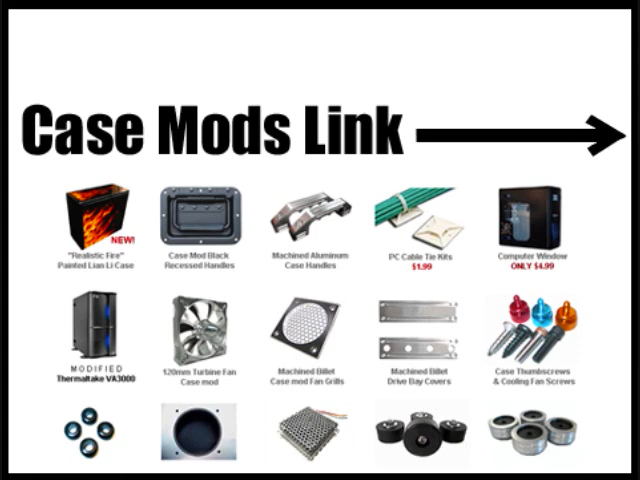 Case Mods Link
NEW!
"Realistic Fire"
Painted Lian Li Case
Case Mod Black
Recessed Handles
Machined Aluminum
Case Handles
PC Cable Tie Kits
$1.99
Computer Window
ONLY $4.99
MODIFIED
Thermaltake VA3000
120mm Turbine Fan
Case mod
Machined Billet
Case mod Fan Grills
Machined Billet
Drive Bay Covers
Case Thumbscrews
& Cooling Fan Screws